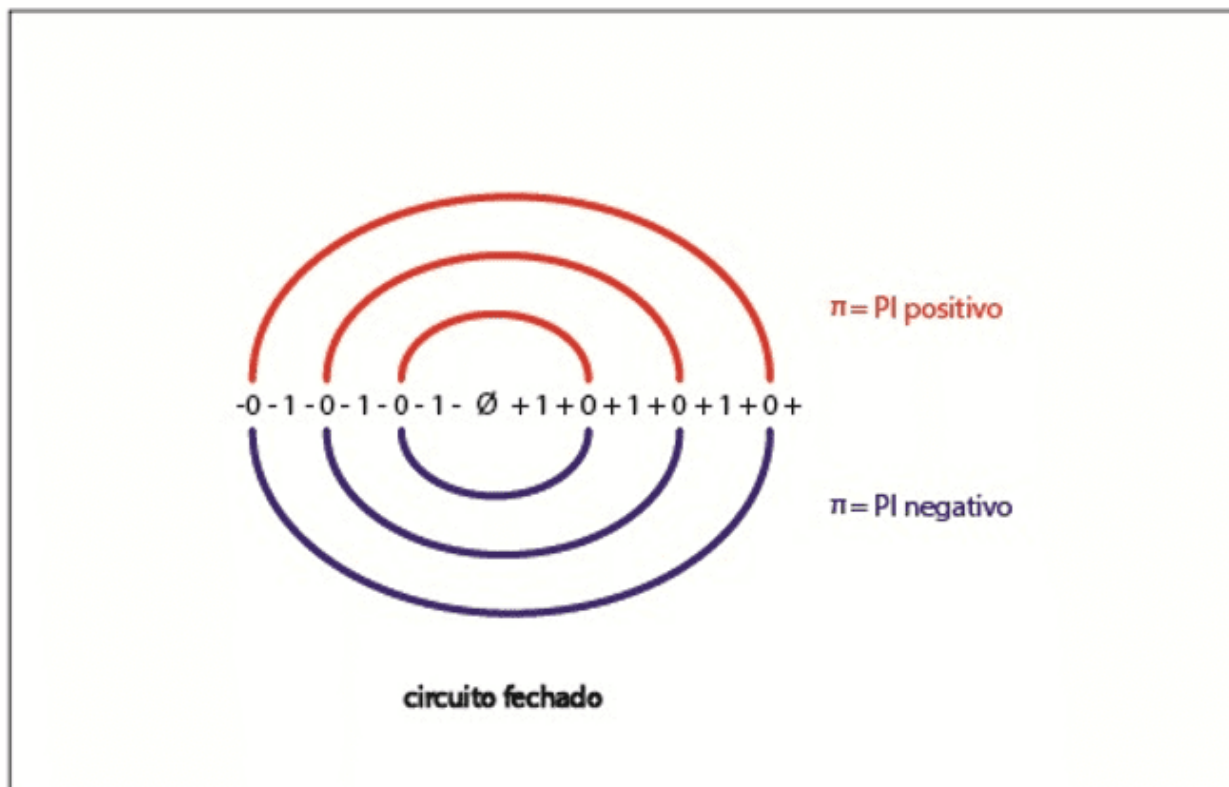 π = PI positivo
-0 - 1 - 0 - 1 - 0 - 1 - Ø + 1 + 0 + 1 + 0 + 1 + 0 +
π = PI negativo
circuito fechado